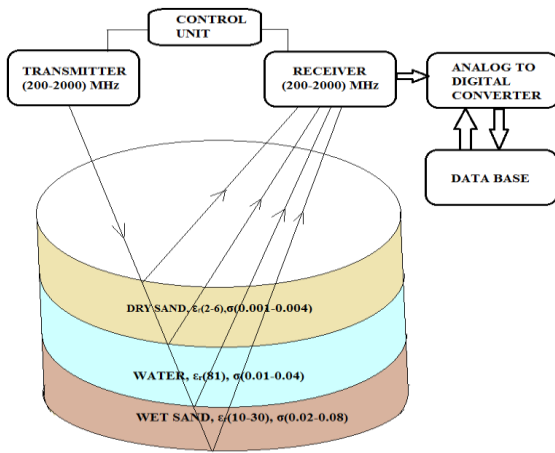 CONTROL
UNIT
TRANSMITTER
(200-2000) MHz
RECEIVER
(200-2000) MHz
ANALOG TO
DIGITAL
CONVERTER
DATA BASE
DRY SAND, εr(2-6),σ(0.001-0.004)
WATER, εr(81), σ(0.01-0.04)
WET SAND, εr(10-30), σ(0.02-0.08)